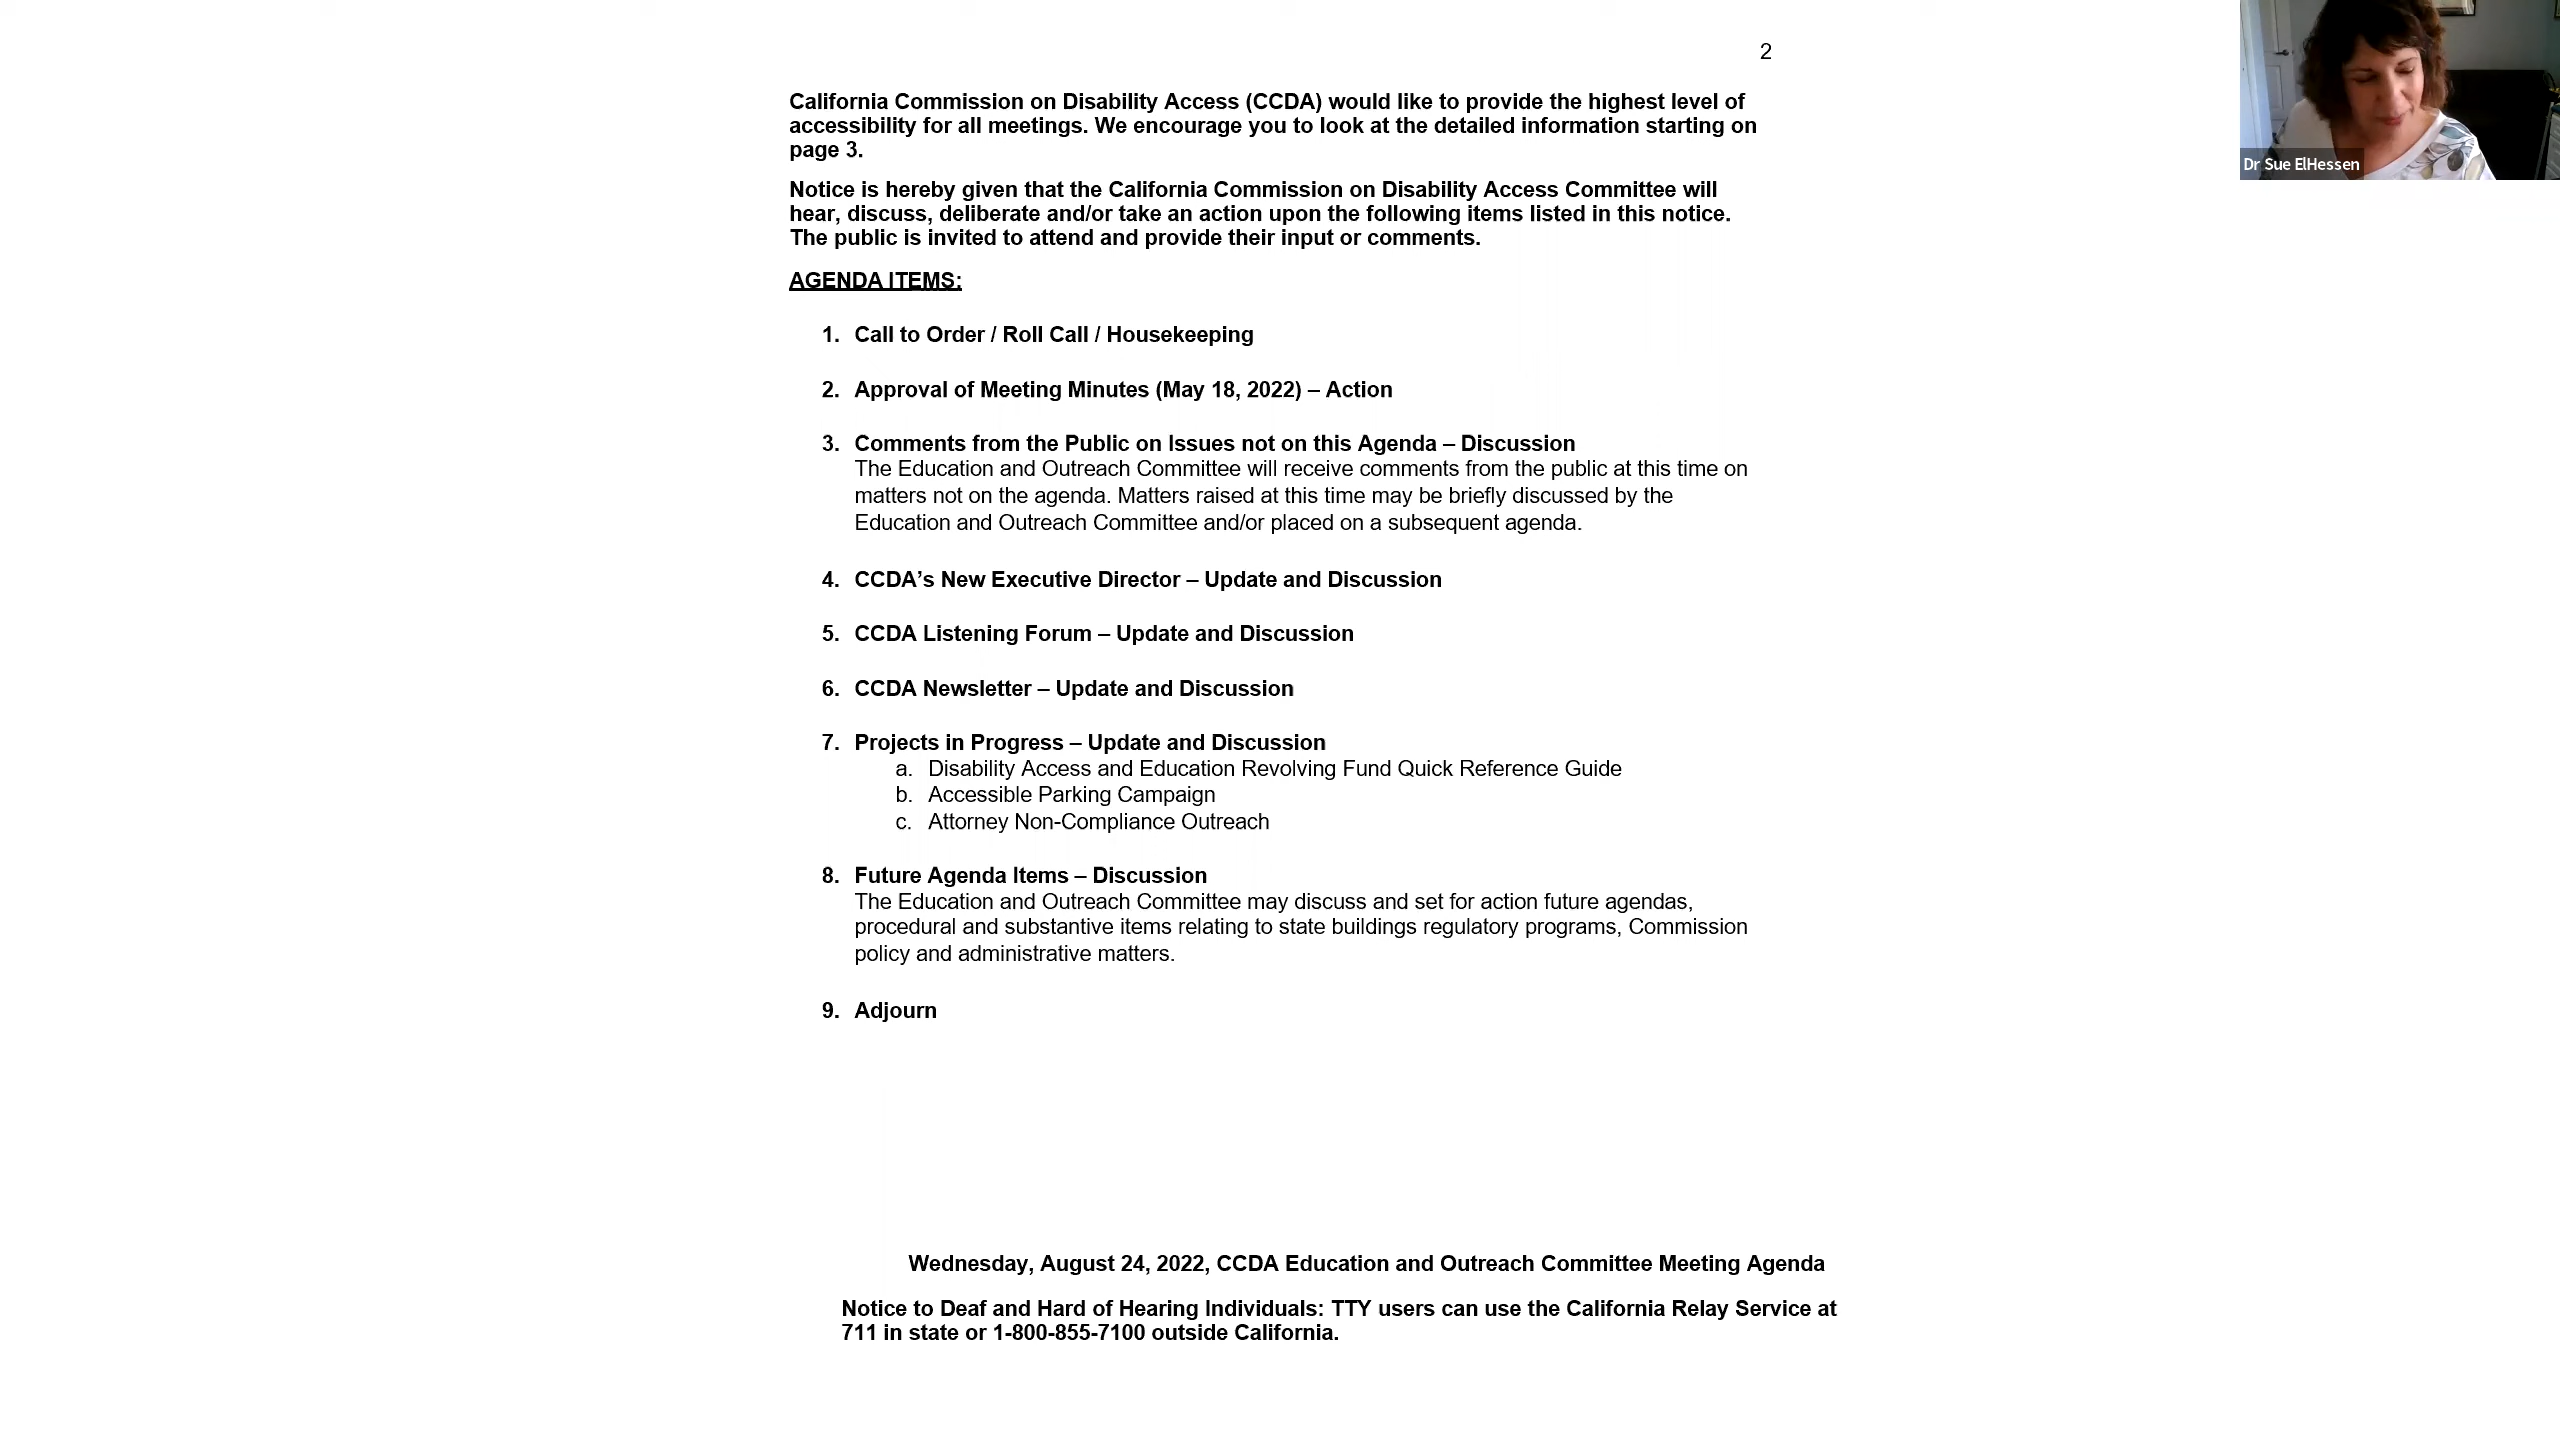 2
California Commission on Disability Access (CCDA) would like to provide the highest level of
accessibility for all meetings. We encourage you to look at the detailed information starting on
page 3.
Notice is hereby given that the California Commission on Disability Access Committee will
hear, discuss, deliberate and/or take an action upon the following items listed in this notice.
The public is invited to attend and provide their input or comments.
AGENDA ITEMS:
1. Call to Order / Roll Call / Housekeeping
2. Approval of Meeting Minutes (May 18, 2022) – Action
3. Comments from the Public on Issues not on this Agenda – Discussion
The Education and Outreach Committee will receive comments from the public at this time on
matters not on the agenda. Matters raised at this time may be briefly discussed by the
Education and Outreach Committee and/or placed on a subsequent agenda.
4. CCDA’s New Executive Director – Update and Discussion
5. CCDA Listening Forum – Update and Discussion
6. CCDA Newsletter – Update and Discussion
7. Projects in Progress – Update and Discussion
a. Disability Access and Education Revolving Fund Quick Reference Guide
b. Accessible Parking Campaign
c. Attorney Non-Compliance Outreach
8. Future Agenda Items – Discussion
The Education and Outreach Committee may discuss and set for action future agendas,
procedural and substantive items relating to state buildings regulatory programs, Commission
policy and administrative matters.
9. Adjourn
Wednesday, August 24, 2022, CCDA Education and Outreach Committee Meeting Agenda
Notice to Deaf and Hard of Hearing Individuals: TTY users can use the California Relay Service at
711 in state or 1-800-855-7100 outside California.
Dr Sue ElHessen